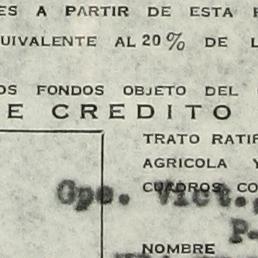 ES A PARTIR DE ESTA
UIVALENTE AL 20% DE
OS FONDOS OBJETO DEL
E CREDITO
TRATO RATIF
AGRICOLA Y
CUADROS CO
Gpe. Vict.,
P.
NOMBRE